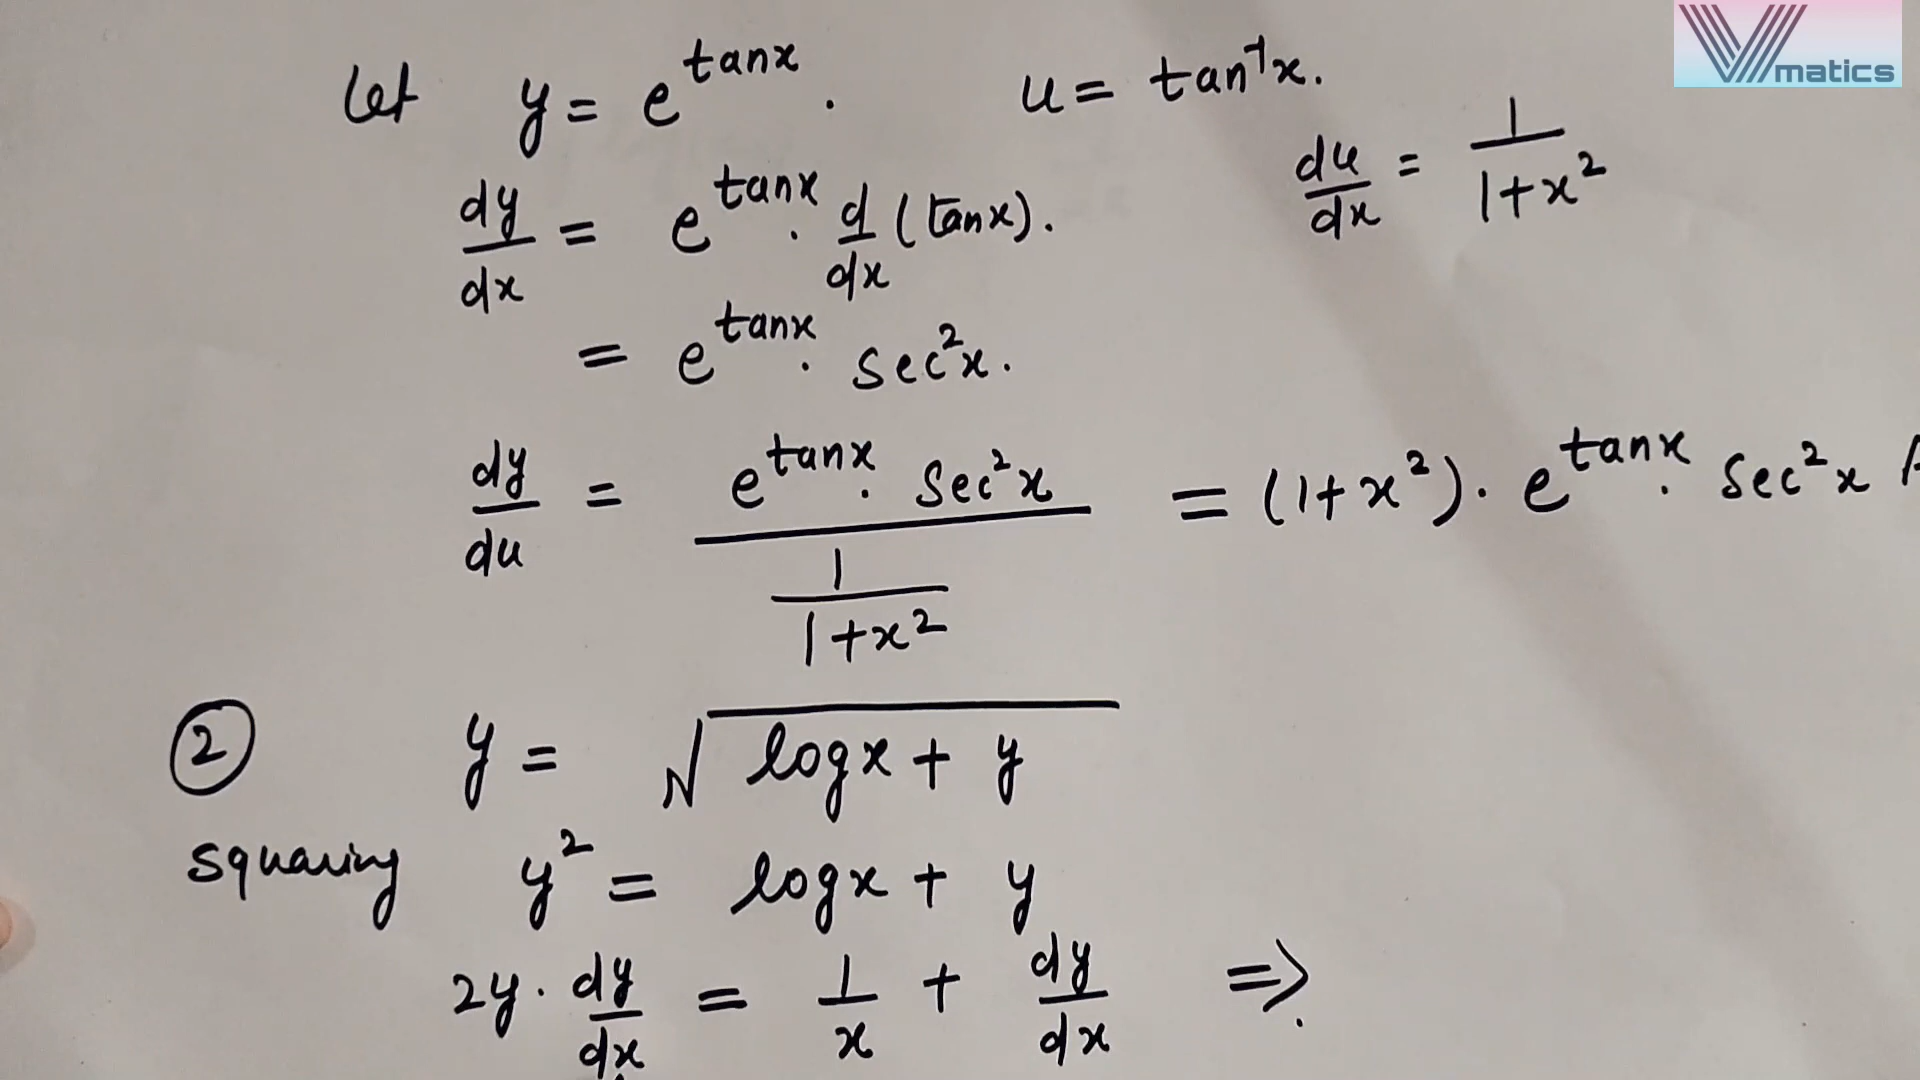 Vmatics
let y = e^{tanx}. u = tan⁻¹x.
dy/dx = e^{tanx}. d/dx (tanx). du/dx = 1/(1+x²)
= e^{tanx}. sec²x.
dy/du = (e^{tanx}. sec²x)/(1/(1+x²)) = (1+x²). e^{tanx}. sec²x
② y = √(logx + y)
squaring y² = logx + y
2y. dy/dx = 1/x + dy/dx ⇒